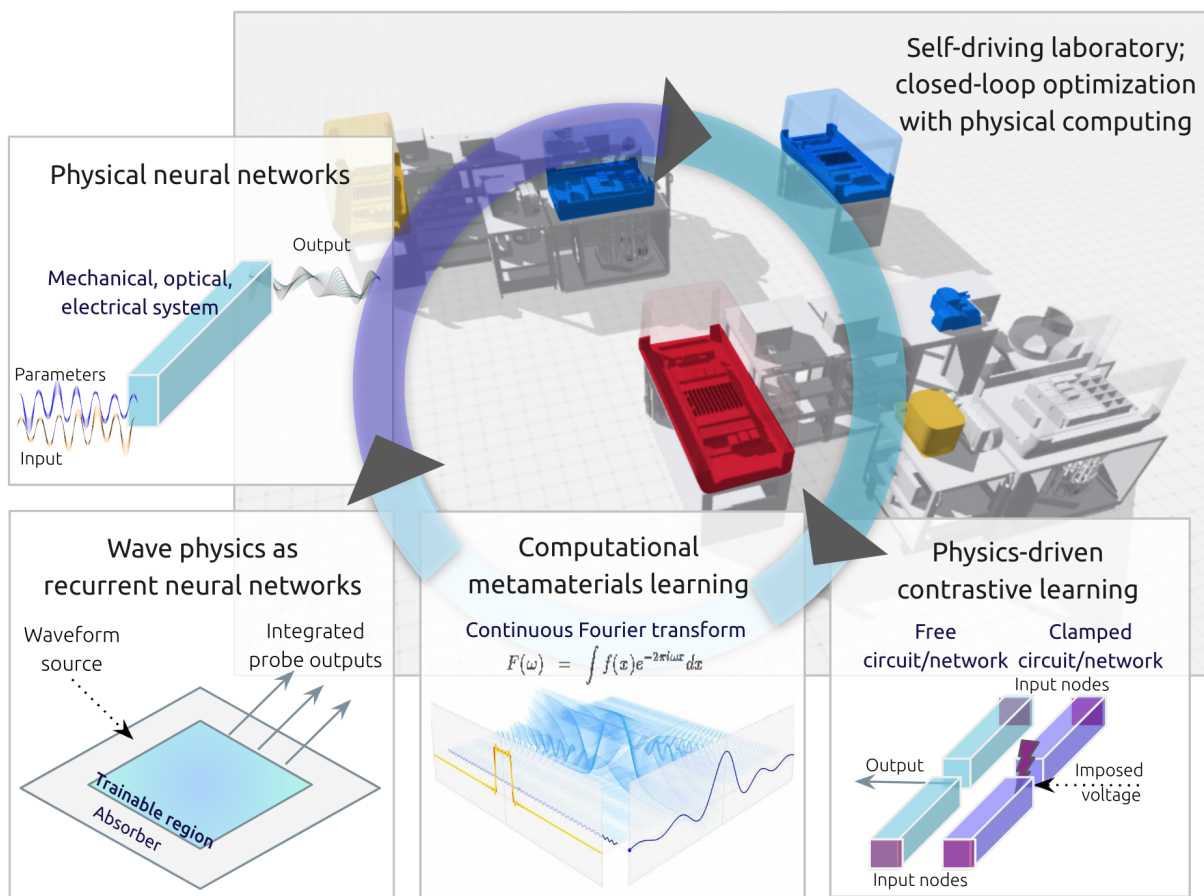 Self-driving laboratory;
closed-loop optimization
with physical computing
Physical neural networks
Output
Mechanical, optical,
electrical system
Parameters
Input
Wave physics as
recurrent neural networks
Waveform
source
Integrated
probe outputs
Trainable region
Absorber
Computational
metamaterials learning
Continuous Fourier transform
F(ω) = ∫ f(x)e^{-2πiωx}dx
Physics-driven
contrastive learning
Free
circuit/network
Clamped
circuit/network
Input nodes
Output
Imposed
voltage
Input nodes